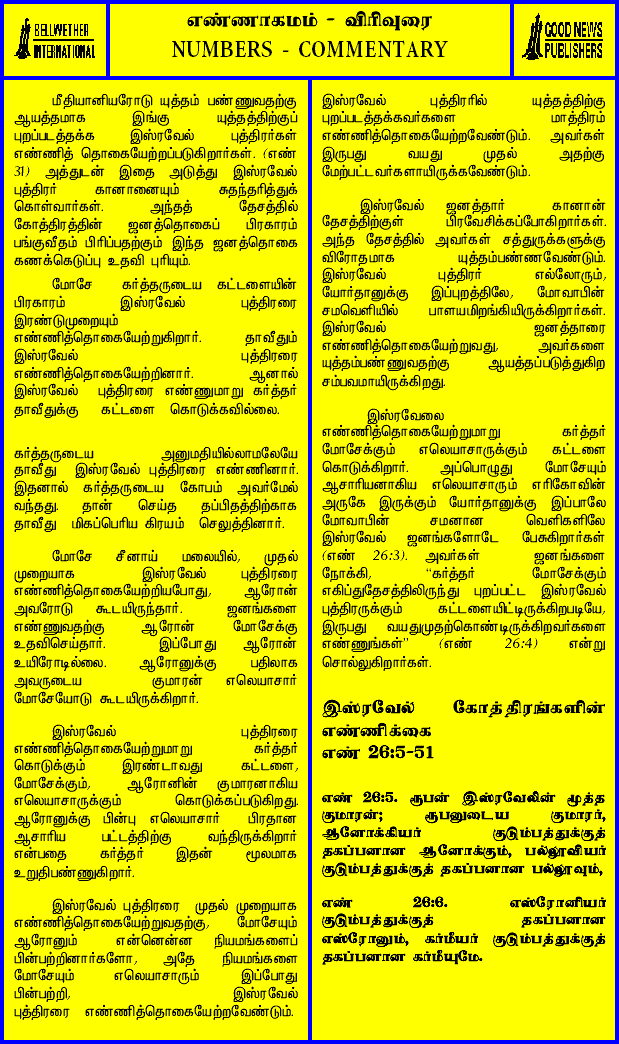 எண்ணாகமம் - விரிவுரை
BELLWETHER
INTERNATIONAL
NUMBERS - COMMENTARY
GOOD NEWS
PUBLISHERS
மீதியானியரோடு யுத்தம் பண்ணுவதற்கு
ஆயத்தமாக இங்கு யுத்தத்திற்குப்
புறப்படத்தக்க இஸ்ரவேல் புத்திரர்கள்
எண்ணித் தொகையேற்றப்படுகிறார்கள். (எண்
31) அத்துடன் இதை அடுத்து இஸ்ரவேல்
புத்திரர் கானானையும் சுதந்தரித்துக்
கொள்வார்கள். அந்தத் தேசத்தில்
கோத்திரத்தின் ஜனத்தொகைப் பிரகாரம்
பங்குவீதம் பிரிப்பதற்கும் இந்த ஜனத்தொகை
கணக்கெடுப்பு உதவி புரியும்.
மோசே கர்த்தருடைய கட்டளையின்
பிரகாரம் இஸ்ரவேல் புத்திரரை
இரண்டுமுறையும்
எண்ணித்தொகையேற்றுகிறார். தாவீதும்
இஸ்ரவேல் புத்திரரை
எண்ணித்தொகையேற்றினார். ஆனால்
இஸ்ரவேல் புத்திரரை எண்ணுமாறு கர்த்தர்
தாவீதுக்கு கட்டளை கொடுக்கவில்லை.
கர்த்தருடைய அனுமதியில்லாமலேயே
தாவீது இஸ்ரவேல் புத்திரரை எண்ணினார்.
இதனால் கர்த்தருடைய கோபம் அவர்மேல்
வந்தது. தான் செய்த தப்பிதத்திற்காக
தாவீது மிகப்பெரிய கிரயம் செலுத்தினார்.
மோசே சீனாய் மலையில், முதல்
முறையாக இஸ்ரவேல் புத்திரரை
எண்ணித்தொகையேற்றியபோது, ஆரோன்
அவரோடு கூடயிருந்தார். ஜனங்களை
எண்ணுவதற்கு ஆரோன் மோசேக்கு
உதவிசெய்தார். இப்போது ஆரோன்
உயிரோடில்லை. ஆரோனுக்கு பதிலாக
அவருடைய குமாரன் எலெயாசார்
மோசேயோடு கூடயிருக்கிறார்.
இஸ்ரவேல் புத்திரரை
எண்ணித்தொகையேற்றுமாறு கர்த்தர்
கொடுக்கும் இரண்டாவது கட்டளை,
மோசேக்கும், ஆரோனின் குமாரனாகிய
எலெயாசாருக்கும் கொடுக்கப்படுகிறது.
ஆரோனுக்கு பின்பு எலெயாசார் பிரதான
ஆசாரிய பட்டத்திற்கு வந்திருக்கிறார்
என்பதை கர்த்தர் இதன் மூலமாக
உறுதிபண்ணுகிறார்.
இஸ்ரவேல் புத்திரரை முதல் முறையாக
எண்ணித்தொகையேற்றுவதற்கு, மோசேயும்
ஆரோனும் என்னென்ன நியமங்களைப்
பின்பற்றினார்களோ, அதே நியமங்களை
மோசேயும் எலெயாசாரும் இப்போது
பின்பற்றி, இஸ்ரவேல்
புத்திரரை எண்ணித்தொகையேற்றவேண்டும்.
இஸ்ரவேல் புத்திரரில் யுத்தத்திற்கு
புறப்படத்தக்கவர்களை மாத்திரம்
எண்ணித்தொகையேற்றவேண்டும். அவர்கள்
இருபது வயது முதல் அதற்கு
மேற்பட்டவர்களாயிருக்கவேண்டும்.
இஸ்ரவேல் ஜனத்தார் கானான்
தேசத்திற்குள் பிரவேசிக்கப்போகிறார்கள்.
அந்த தேசத்தில் அவர்கள் சத்துருக்களுக்கு
விரோதமாக யுத்தம்பண்ணவேண்டும்.
இஸ்ரவேல் புத்திரர் எல்லோரும்,
யோர்தானுக்கு இப்புறத்திலே, மோவாபின்
சமவெளியில் பாளயமிறங்கியிருக்கிறார்கள்.
இஸ்ரவேல் ஜனத்தாரை
எண்ணித்தொகையேற்றுவது, அவர்களை
யுத்தம்பண்ணுவதற்கு ஆயத்தப்படுத்துகிற
சம்பவமாயிருக்கிறது.
இஸ்ரவேலை
எண்ணித்தொகையேற்றுமாறு கர்த்தர்
மோசேக்கும் எலெயாசாருக்கும் கட்டளை
கொடுக்கிறார். அப்பொழுது மோசேயும்
ஆசாரியனாகிய எலெயாசாரும் எரிகோவின்
அருகே இருக்கும் யோர்தானுக்கு இப்பாலே
மோவாபின் சமனான வெளிகளிலே
இஸ்ரவேல் ஜனங்களோடே பேசுகிறார்கள்
(எண் 26:3). அவர்கள் ஜனங்களை
நோக்கி, “கர்த்தர் மோசேக்கும்
எகிப்துதேசத்திலிருந்து புறப்பட்ட இஸ்ரவேல்
புத்திரருக்கும் கட்டளையிட்டிருக்கிறபடியே,
இருபது வயதுமுதற்கொண்டிருக்கிறவர்களை
எண்ணுங்கள்” (எண் 26:4) என்று
சொல்லுகிறார்கள்.
இஸ்ரவேல் கோத்திரங்களின்
எண்ணிக்கை
எண் 26:5-51
எண் 26:5. ரூபன் இஸ்ரவேலின் மூத்த
குமாரன்; ரூபனுடைய குமாரர்,
ஆனோக்கியர் குடும்பத்துக்குத்
தகப்பனான ஆனோக்கும், பல்லூவியர்
குடும்பத்துக்குத் தகப்பனான பல்லூவும்,
எண் 26:6. எஸ்ரோனியர்
குடும்பத்துக்குத் தகப்பனான
எஸ்ரோனும், கர்மீயர் குடும்பத்துக்குத்
தகப்பனான கர்மீயுமே.